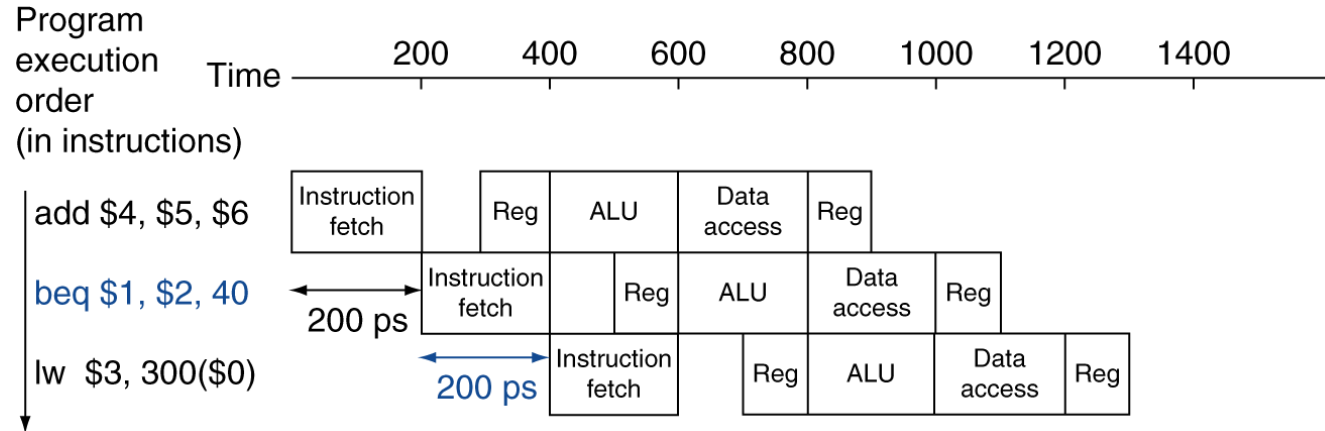 Program
execution
order
(in instructions)
Time
200 400 600 800 1000 1200 1400
add $4, $5, $6
Instruction
fetch
Reg
ALU
Data
access
Reg
beq $1, $2, 40
200 ps
Instruction
fetch
Reg
ALU
Data
access
Reg
lw $3, 300($0)
200 ps
Instruction
fetch
Reg
ALU
Data
access
Reg